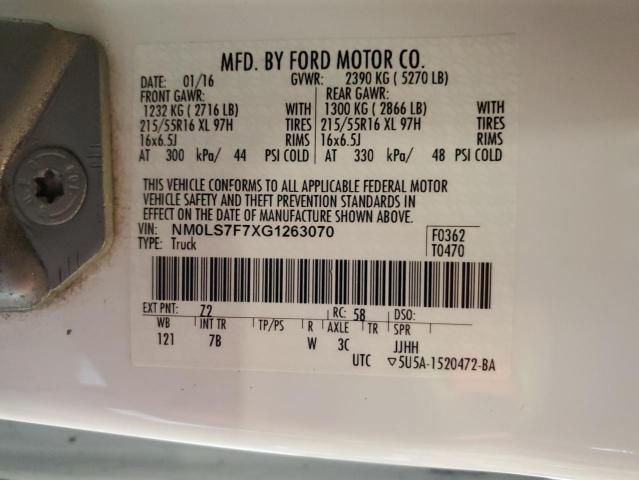 MFD. BY FORD MOTOR CO.
DATE: 01/16 GVWR: 2390 KG ( 5270 LB)
FRONT GAWR: REAR GAWR:
1232 KG ( 2716 LB) WITH 1300 KG ( 2866 LB) WITH
215/55R16 XL 97H TIRES 215/55R16 XL 97H TIRES
16x6.5J RIMS 16x6.5J RIMS
AT 300 kPa/ 44 PSI COLD AT 330 kPa/ 48 PSI COLD
THIS VEHICLE CONFORMS TO ALL APPLICABLE FEDERAL MOTOR
VEHICLE SAFETY AND THEFT PREVENTION STANDARDS IN
EFFECT ON THE DATE OF MANUFACTURE SHOWN ABOVE.
VIN: NM0LS7F7XG1263070 F0362
TYPE: Truck T0470
EXT PNT: 72 RC: 58 DSO:
WB INT TR TP/PS R AXLE TR SPR
121 7B W 3C JJHH
UTC ▽5U5A-1520472-BA